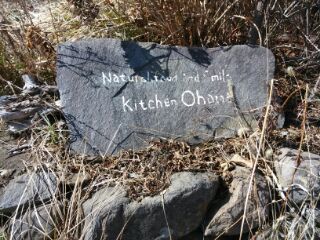 Natural food and Smile
Kitchen Ohana